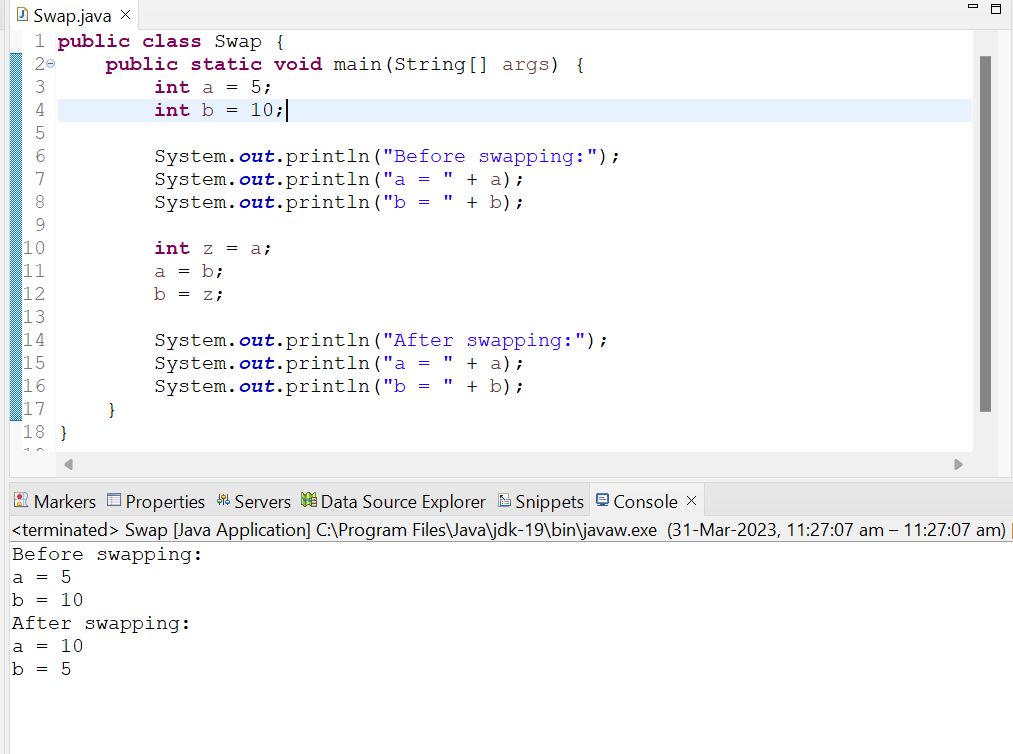 Swap.java
1 public class Swap {
2 public static void main(String[] args) {
3 int a = 5;
4 int b = 10;
5
6 System.out.println("Before swapping:");
7 System.out.println("a = " + a);
8 System.out.println("b = " + b);
9
10 int z = a;
11 a = b;
12 b = z;
13
14 System.out.println("After swapping:");
15 System.out.println("a = " + a);
16 System.out.println("b = " + b);
17 }
18 }
Markers Properties Servers Data Source Explorer Snippets Console
<terminated> Swap [Java Application] C:\Program Files\Java\jdk-19\bin\javaw.exe (31-Mar-2023, 11:27:07 am – 11:27:07 am)
Before swapping:
a = 5
b = 10
After swapping:
a = 10
b = 5